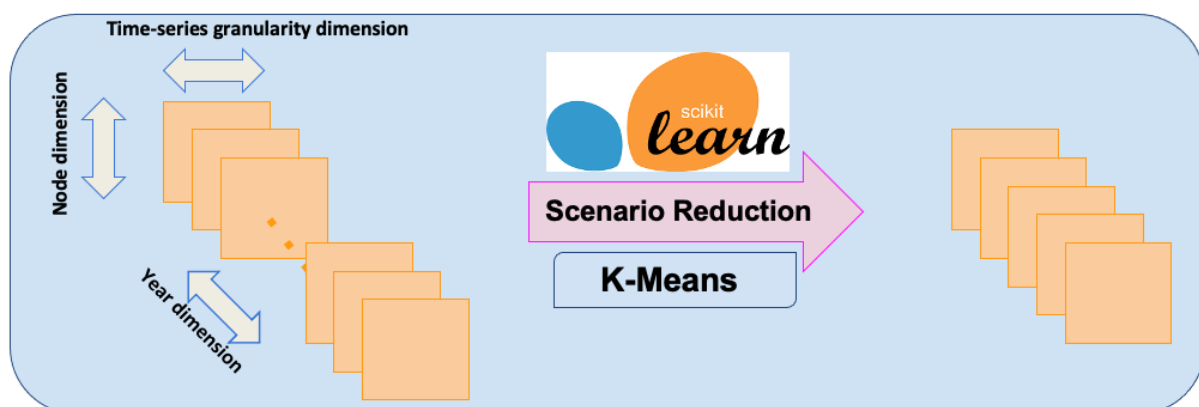 Time-series granularity dimension
Node dimension
Year dimension
scikit
learn
Scenario Reduction
K-Means